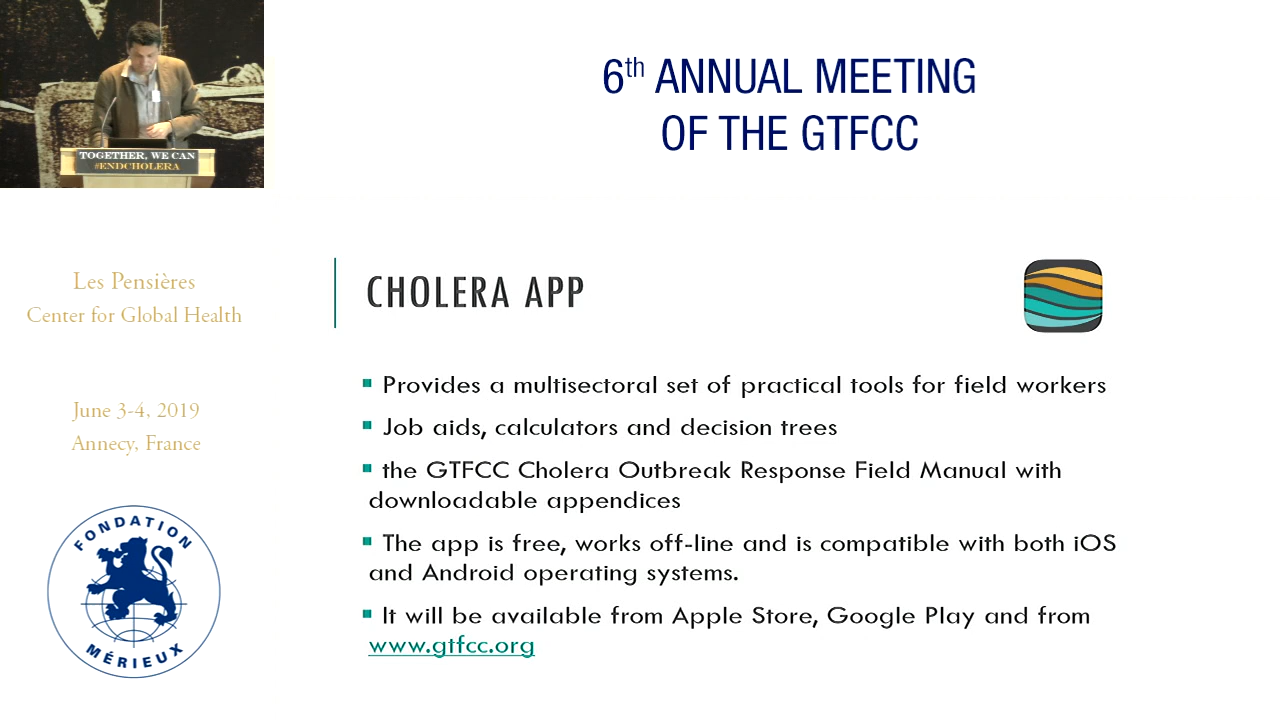 TOGETHER, WE CAN
#ENDCHOLERA
6th ANNUAL MEETING
OF THE GTFCC
Les Pensières
Center for Global Health
June 3-4, 2019
Annecy, France
FONDATION
MÉRIEUX
CHOLERA APP
▪ Provides a multisectoral set of practical tools for field workers
▪ Job aids, calculators and decision trees
▪ the GTFCC Cholera Outbreak Response Field Manual with
downloadable appendices
▪ The app is free, works off-line and is compatible with both iOS
and Android operating systems.
▪ It will be available from Apple Store, Google Play and from
www.gtfcc.org